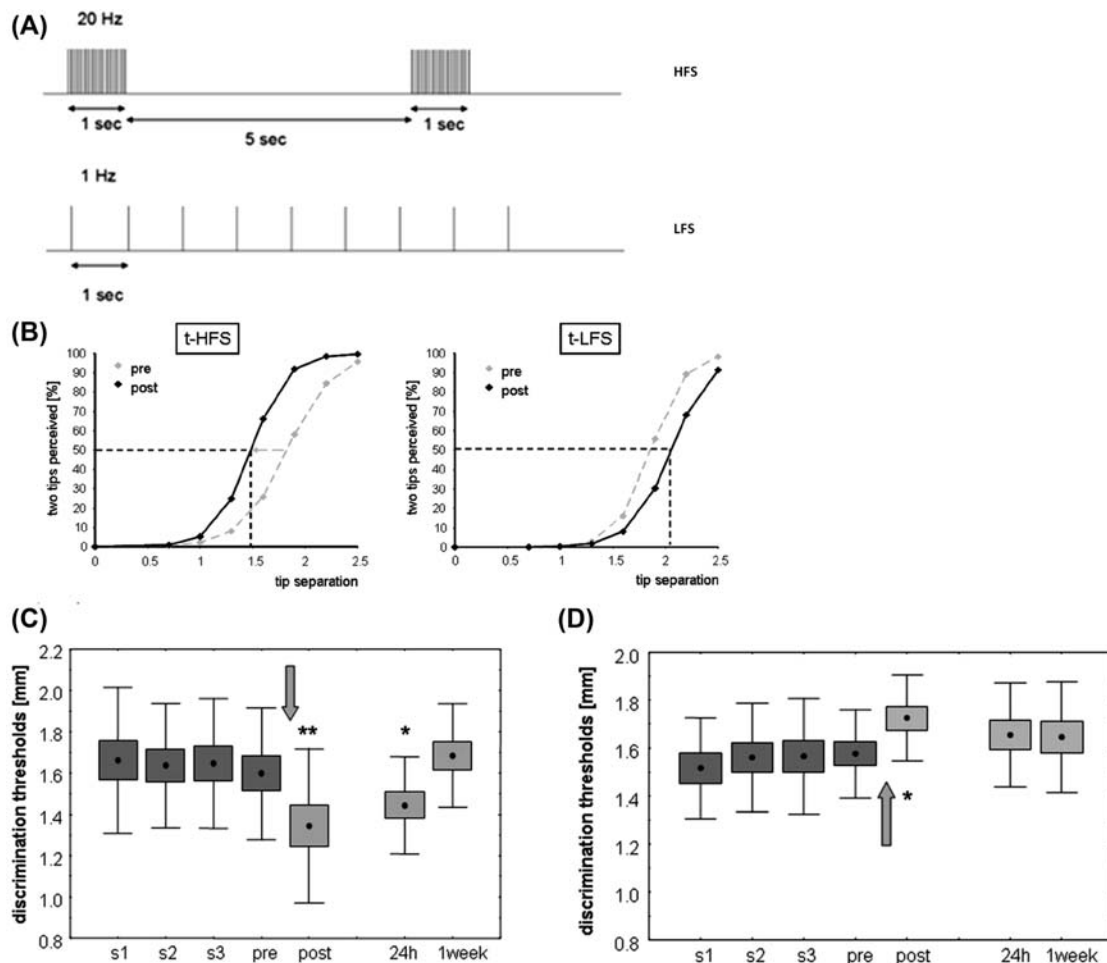 (A)
20 Hz
HFS
1 sec
5 sec
1 sec
1 Hz
LFS
1 sec
(B)
t-HFS
two tips perceived [%]
100
90
80
70
60
50
40
30
20
10
0
pre
post
0 0.5 1 1.5 2 2.5
tip separation
t-LFS
two tips perceived [%]
100
90
80
70
60
50
40
30
20
10
0
pre
post
0 0.5 1 1.5 2 2.5
tip separation
(C)
discrimination thresholds [mm]
2.2
2.0
1.8
1.6
1.4
1.2
1.0
0.8
** *
s1 s2 s3 pre post 24h 1week
(D)
discrimination thresholds [mm]
2.0
1.8
1.6
1.4
1.2
1.0
0.8
*
s1 s2 s3 pre post 24h 1week